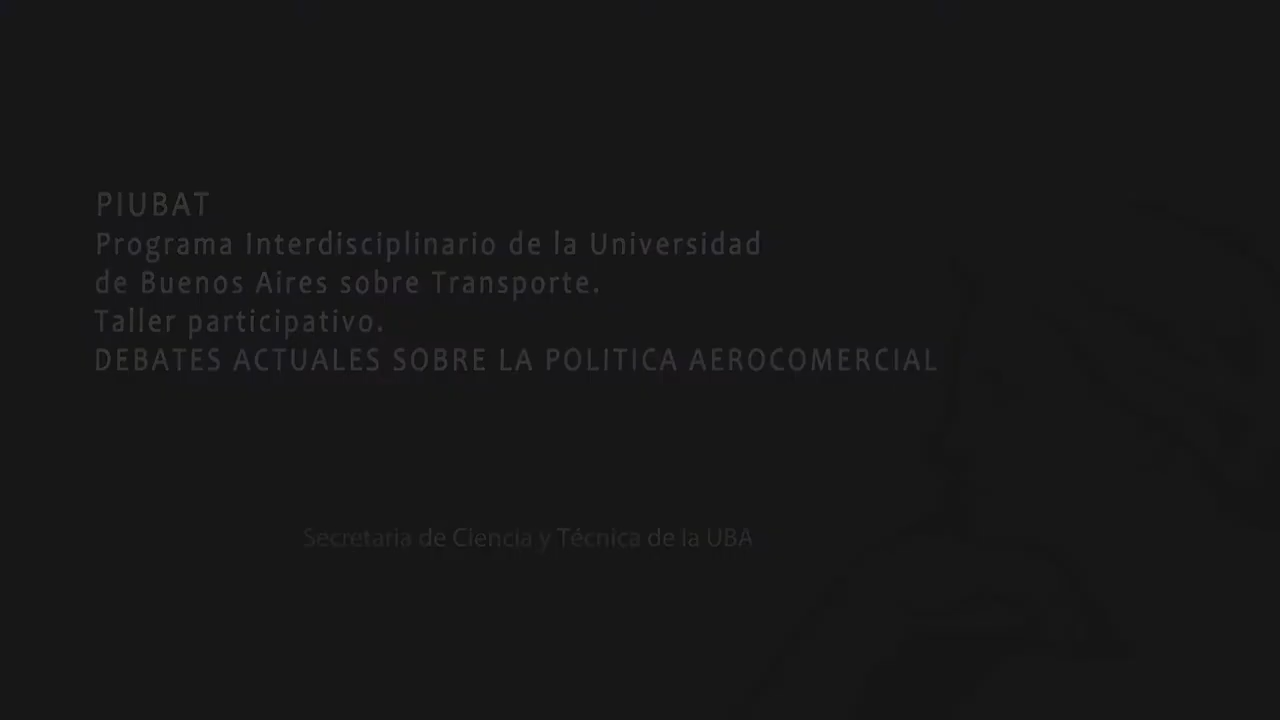 PIUBAT
Programa Interdisciplinario de la Universidad
de Buenos Aires sobre Transporte.
Taller participativo.
DEBATES ACTUALES SOBRE LA POLITICA AEROCOMERCIAL
Secretaria de Ciencia y Técnica de la UBA